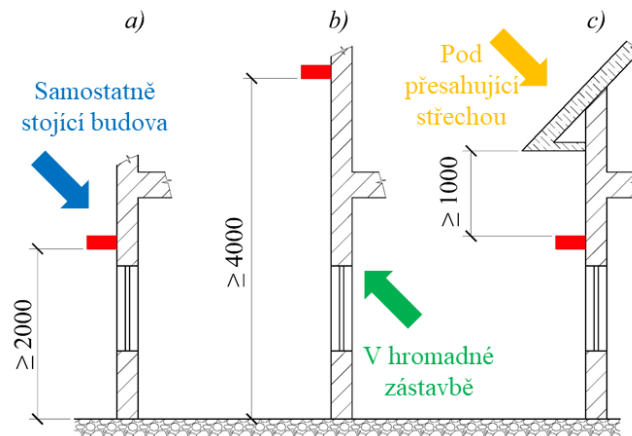 a)
b)
c)
Samostatně
stojící budova
Pod
přesahující
střechou
≥2000
≥4000
≥1000
V hromadné
zástavbě